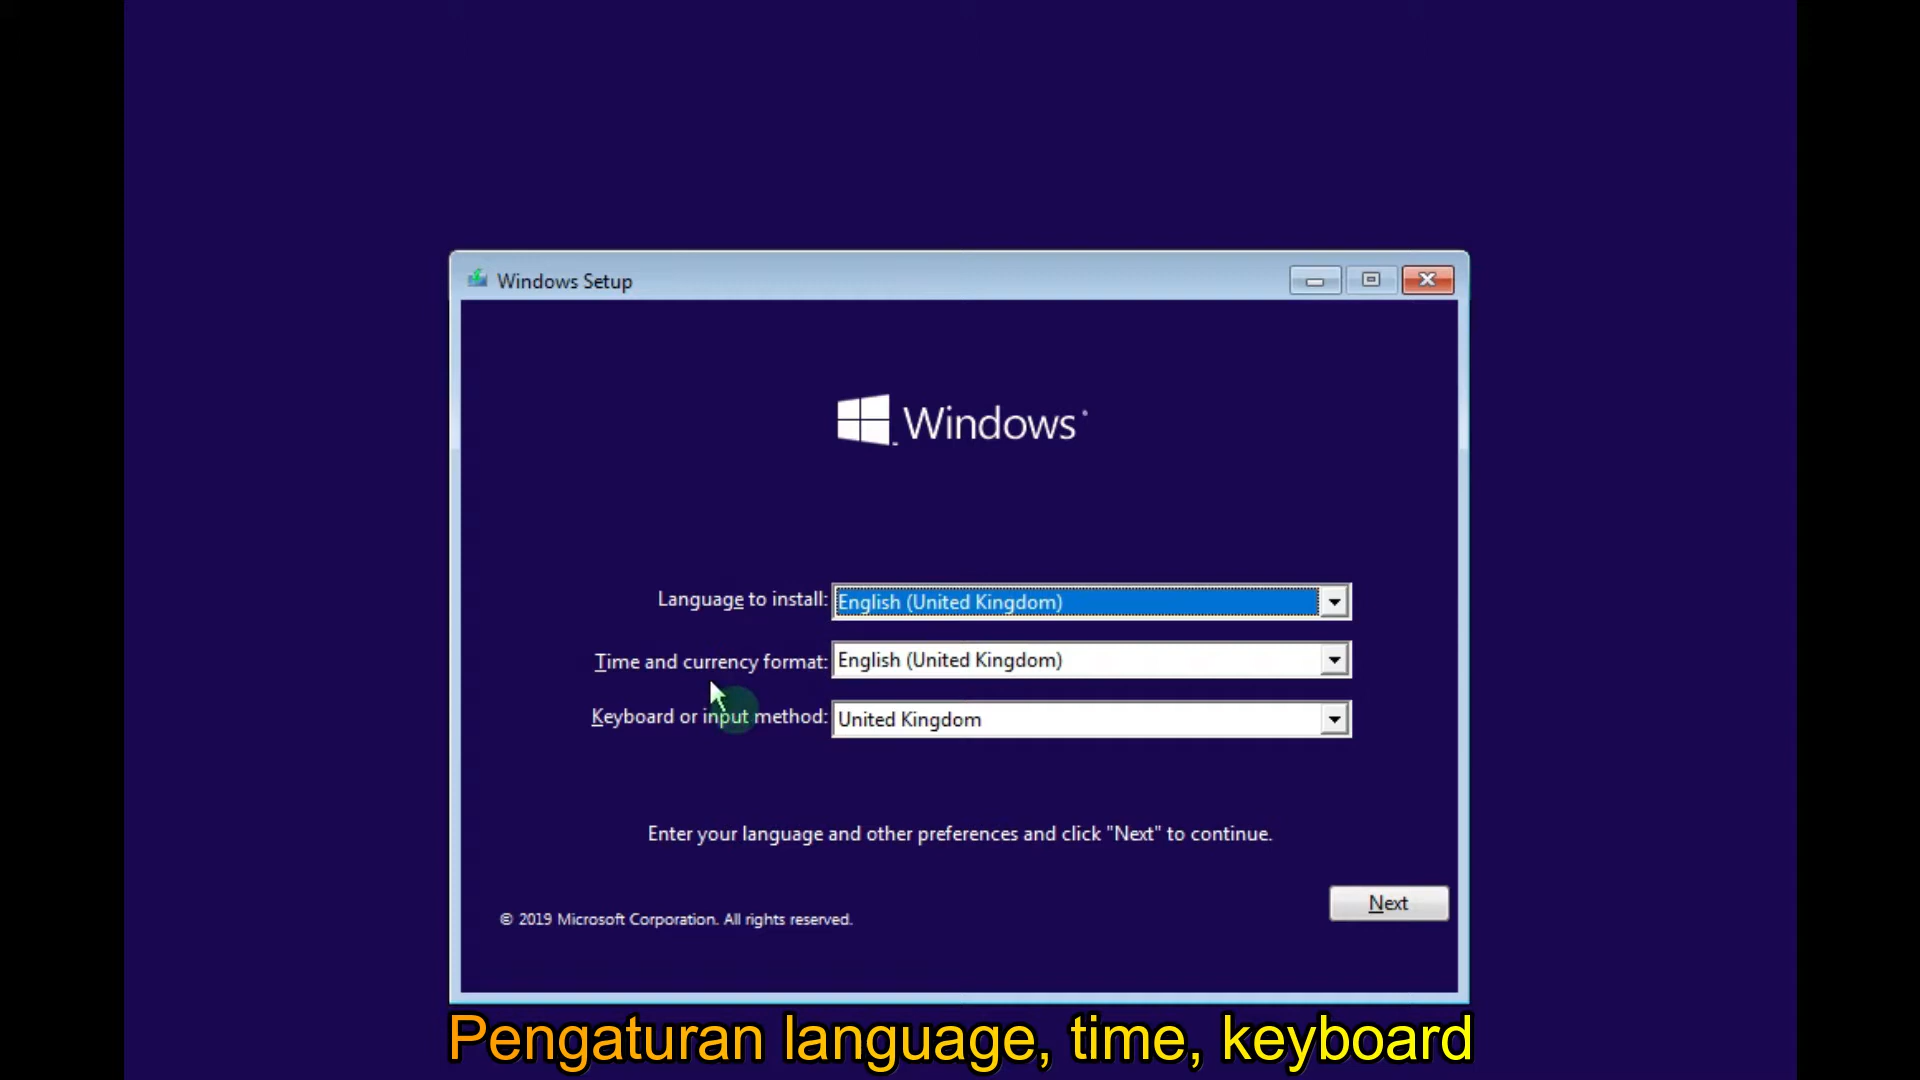 Windows Setup
Windows
Language to install: English (United Kingdom)
Time and currency format: English (United Kingdom)
Keyboard or input method: United Kingdom
Enter your language and other preferences and click "Next" to continue.
Next
© 2019 Microsoft Corporation. All rights reserved.
Pengaturan language, time, keyboard